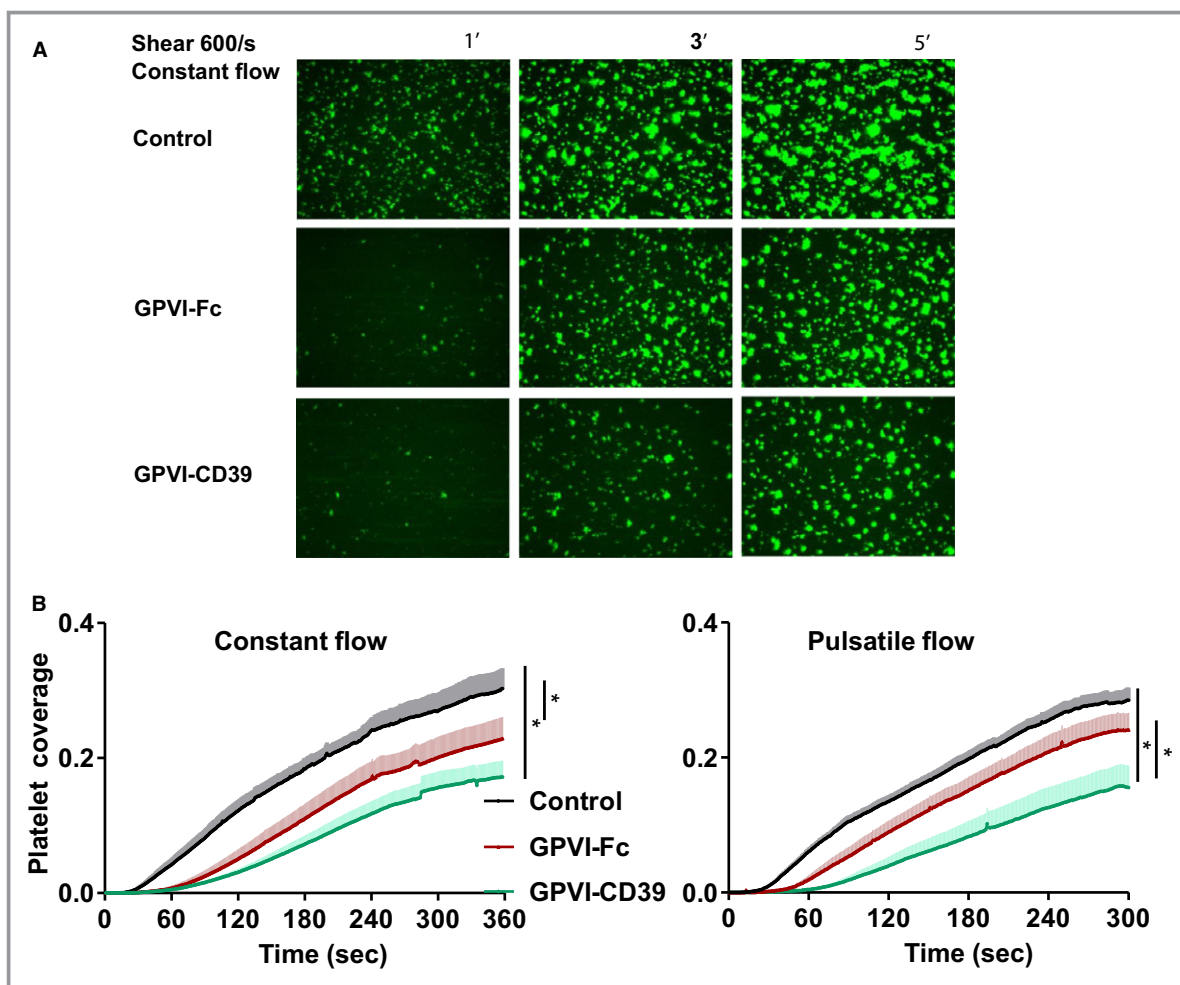 A
Shear 600/s
Constant flow
1′
3′
5′
Control
GPVI-Fc
GPVI-CD39
B
Constant flow
Platelet coverage
0.4
0.2
0.0
0 60 120 180 240 300 360
Time (sec)
*
*
Control
GPVI-Fc
GPVI-CD39
Pulsatile flow
0.4
0.2
0.0
0 60 120 180 240 300
Time (sec)
*
*